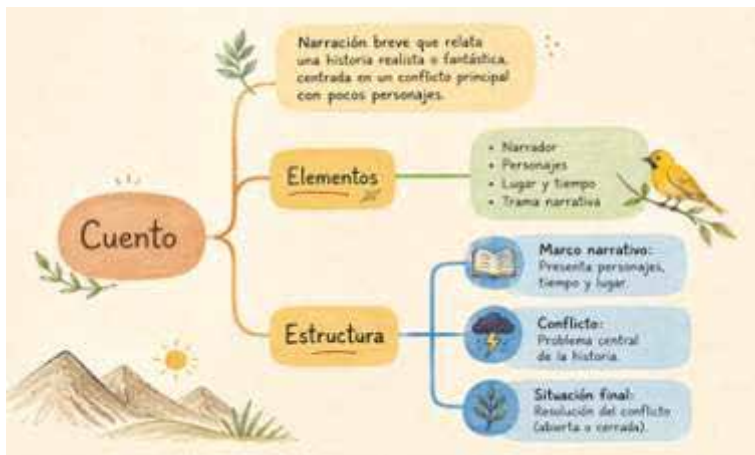 Narración breve que relata
una historia realista o fantástica,
centrada en un conflicto principal
con pocos personajes.
Cuento
Elementos
• Narrador
• Personajes
• Lugar y tiempo
• Trama narrativa
Estructura
Marco narrativo:
Presenta personajes,
tiempo y lugar.
Conflicto:
Problema central
de la historia.
Situación final:
Resolución del conflicto
(abierta o cerrada).